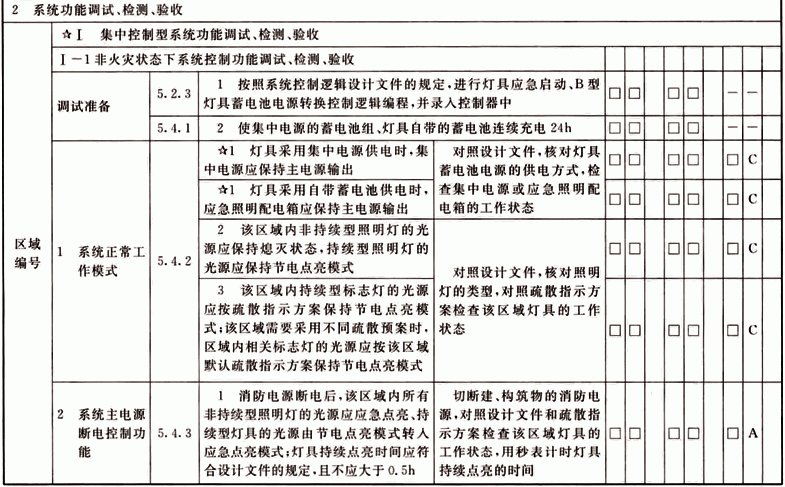 2 系统功能调试、检测、验收
☆Ⅰ 集中控制型系统功能调试、检测、验收
Ⅰ-1 非火灾状态下系统控制功能调试、检测、验收
区域
编号
调试准备
5.2.3
1 按照系统控制逻辑设计文件的规定,进行灯具应急启动、B型
灯具蓄电池电源转换控制逻辑编程,并录入控制器中
□ □ □ □ — —
5.4.1
2 使集中电源的蓄电池组、灯具自带的蓄电池连续充电 24h
□ □ □ □ — —
1 系统正常工
作模式
5.4.2
☆1 灯具采用集中电源供电时,集
中电源应保持主电源输出
对照设计文件,核对灯具
蓄电池电源的供电方式,检
查集中电源或应急照明配
电箱的工作状态
□ □ □ □ □ C
☆1 灯具采用自带蓄电池供电时,
应急照明配电箱应保持主电源输出
□ □ □ □ □ C
2 该区域内非持续型照明灯的光
源应保持熄灭状态,持续型照明灯的
光源应保持节电点亮模式
对照设计文件,核对照明
灯的类型,对照疏散指示方
案检查该区域灯具的工作
状态
□ □ □ □ □ C
3 该区域内持续型标志灯的光源
应按疏散指示方案保持节电点亮模
式;该区域需要采用不同疏散预案时,
区域内相关标志灯的光源应按该区域
默认疏散指示方案保持节电点亮模式
□ □ □ □ □ C
2 系统主电源
断电控制功
能
5.4.3
1 消防电源断电后,该区域内所有
非持续型照明灯的光源应应急点亮、持
续型灯具的光源由节电点亮模式转入
应急点亮模式;灯具持续点亮时间应符
合设计文件的规定,且不应大于 0.5h
切断建、构筑物的消防电
源,对照设计文件和疏散指
示方案检查该区域灯具的
工作状态,用秒表计时灯具
持续点亮的时间
□ □ □ □ □ A